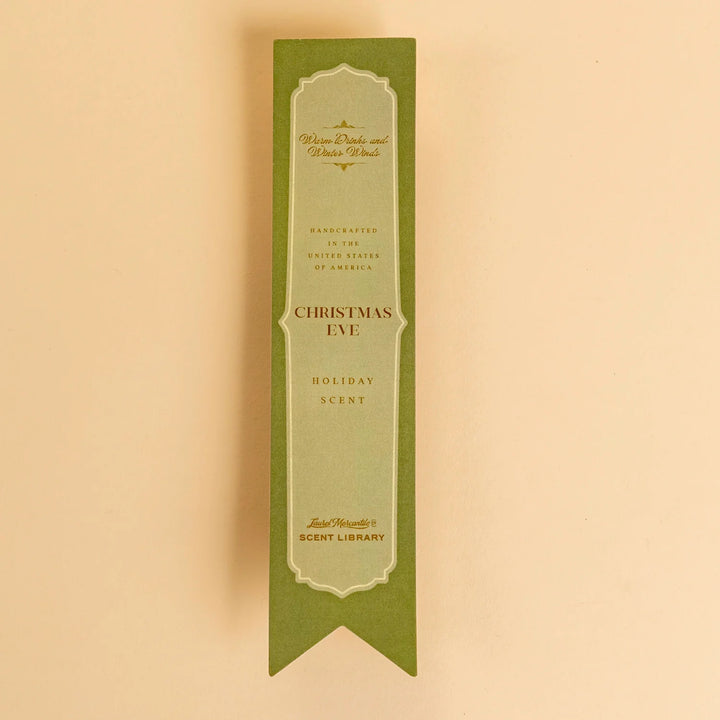 Warm Drinks and
Winter Winds
HANDCRAFTED
IN THE
UNITED STATES
OF AMERICA
CHRISTMAS
EVE
HOLIDAY
SCENT
Laurel Mercantile Co
SCENT LIBRARY